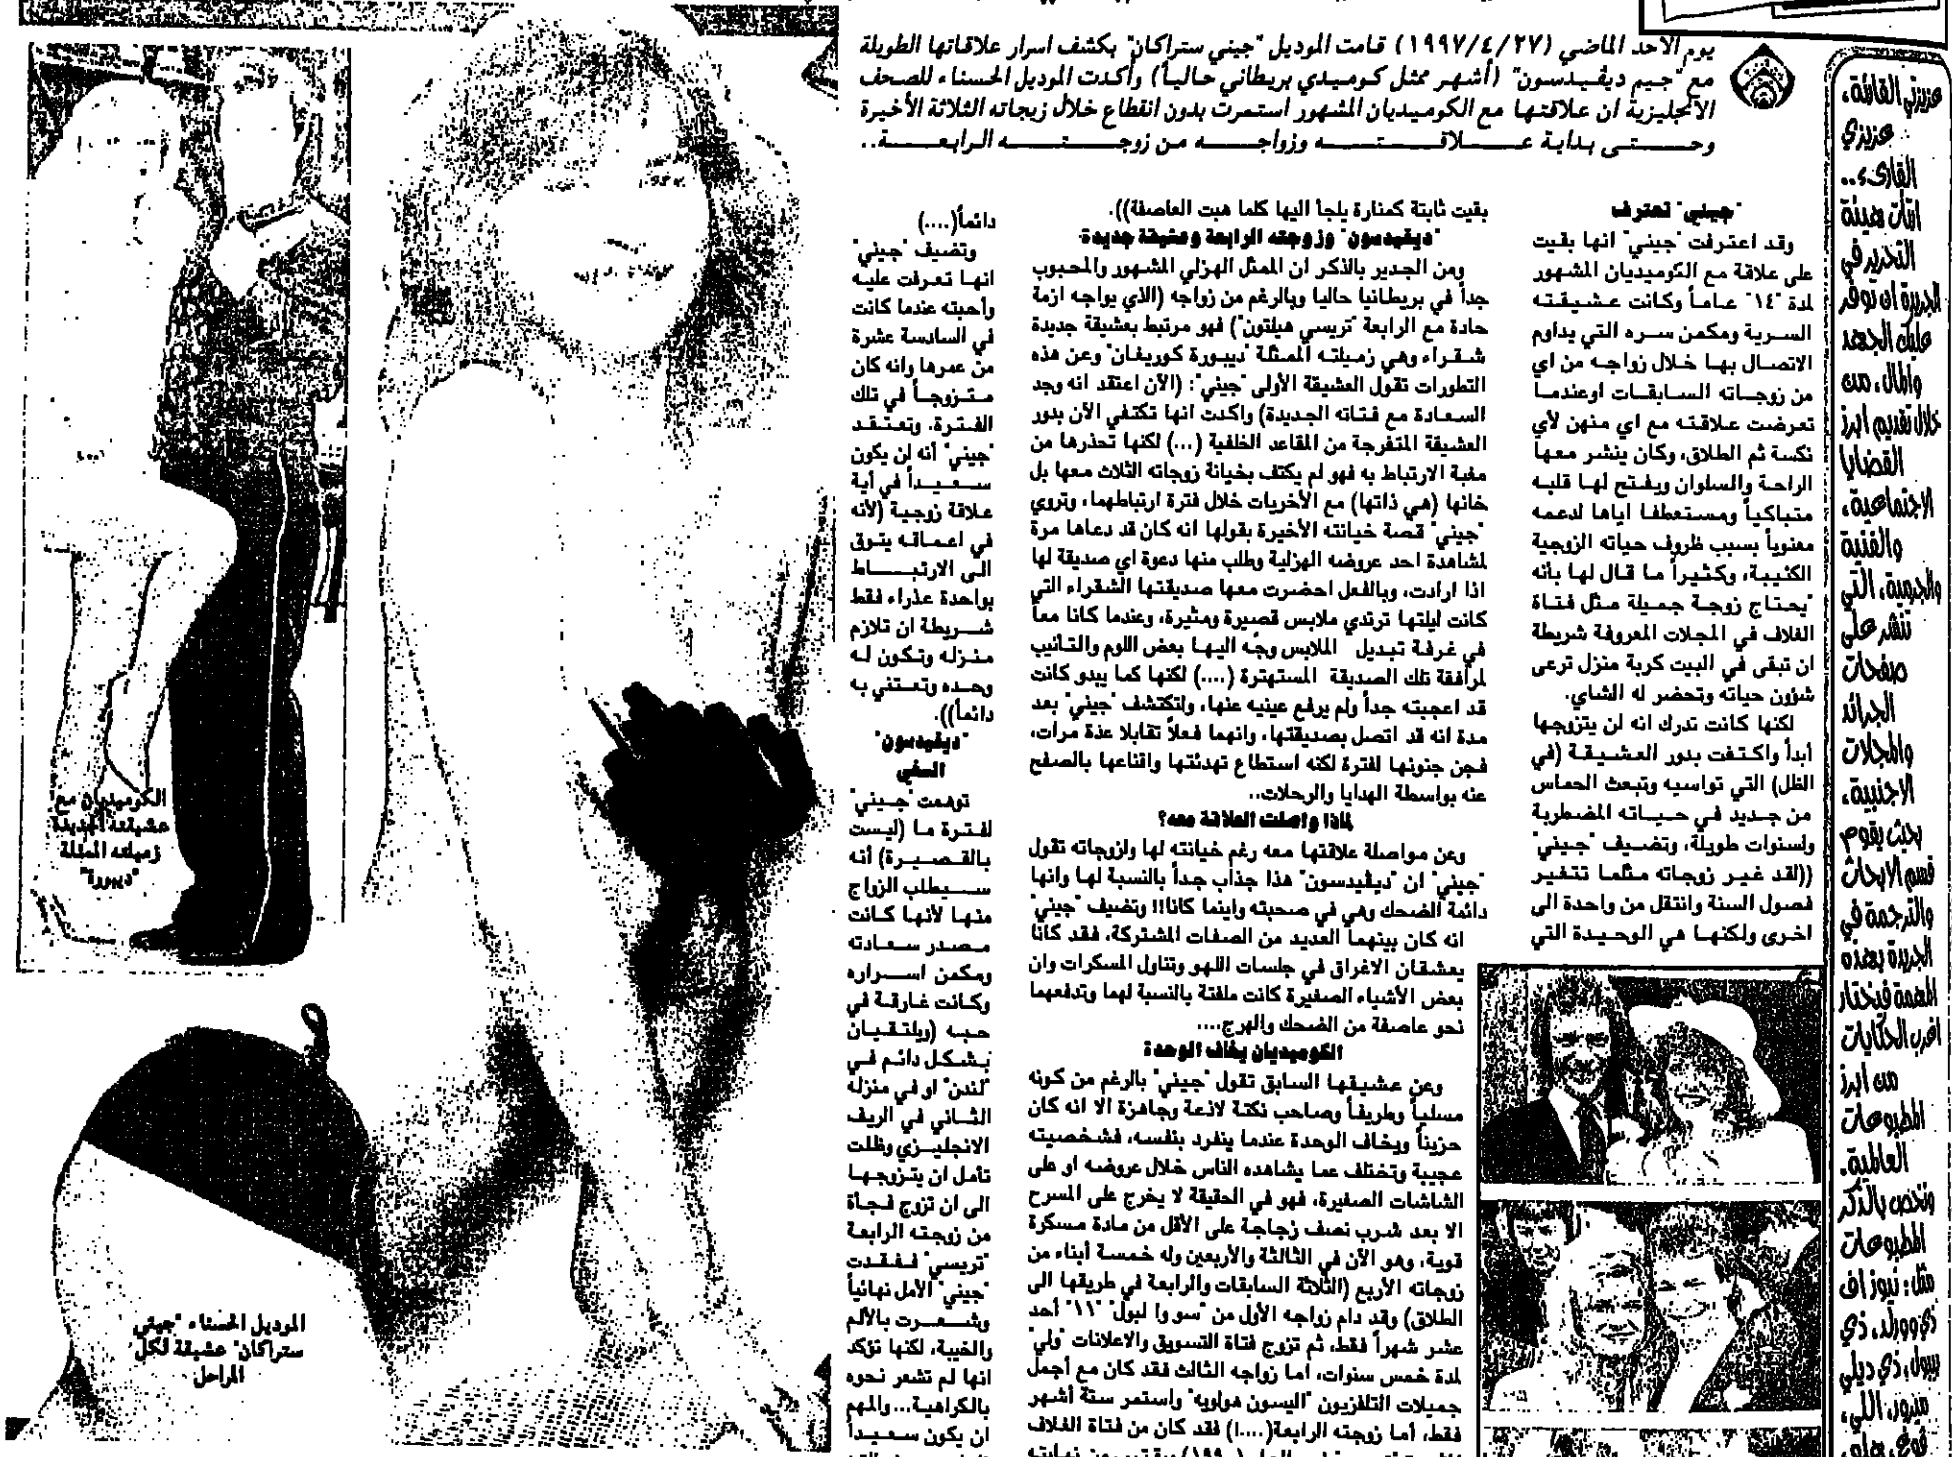 يوم الاحد الماضي (١٩٩٧/٤/٢٧) قامت الموديل "جيني ستراكان" بكشف اسرار علاقاتها الطويلة
مع "جيم ديڤيدسون" (أشهر ممثل كوميدي بريطاني حالياً) وأكدت الموديل الحسناء للصحف
الانجليزية ان علاقتها مع الكوميديان المشهور استمرت بدون انقطاع خلال زيجاته الثلاثة الأخيرة
وحتى بداية علاقته وزواجه من زوجته الرابعة..
عزيزتي القارئة،
عزيزي
القارىء..
ارتأت هيئة
التحرير في
الجريدة ان توفر
عليك الجهد
والمال، من
خلال تقديم ابرز
القضايا
الاجتماعية،
والفنية
والجرمية، التي
تنشر على
صفحات
الجرائد
والمجلات
الاجنبية،
بحيث يقوم
قسم الابحاث
والترجمة في
الجريدة بهذه
المهمة فيختار
اغرب الحكايات
من ابرز
المطبوعات
العالمية.
ونخص بالذكر
المطبوعات
مثل: نيوز اف
ذي وورلد، ذي
بيبول، ذي ديلي
ميرور، اللي،
"جيني" تعترف
وقد اعترفت "جيني" انها بقيت
على علاقة مع الكوميديان المشهور
لمدة "١٤" عاماً وكانت عشيقته
السرية ومكمن سره التي يداوم
الاتصال بها خلال زواجه من اي
من زوجاته السابقات اوعندما
تعرضت علاقته مع اي منهن لأي
نكسة ثم الطلاق، وكان ينشر معها
الراحة والسلوان ويفتح لها قلبه
متباكياً ومستعطفا اياها لدعمه
معنوياً بسبب ظروف حياته الزوجية
الكئيبة، وكثيراً ما قال لها بأنه
"يحتاج زوجة جميلة مثل فتاة
الغلاف في المجلات المعروفة شريطة
ان تبقى في البيت كربة منزل ترعى
شؤون حياته وتحضر له الشاي.
لكنها كانت تدرك انه لن يتزوجها
أبدأ واكتفت بدور العشيقة (في
الظل) التي تواسيه وتبعث الحماس
من جديد في حياته المضطربة
ولسنوات طويلة، وتضيف "جيني"
((لقد غير زوجاته مثلما تتغير
فصول السنة وانتقل من واحدة الى
اخرى ولكنها هي الوحيدة التي
بقيت ثابتة كمنارة يلجأ اليها كلما هبت العاصفة)).
"ديڤيدسون" وزوجته الرابعة وعشيقة جديدة
ومن الجدير بالذكر ان الممثل الهزلي المشهور والمحبوب
جداً في بريطانيا حاليا وبالرغم من زواجه (الذي يواجه ازمة
حادة مع الرابعة "تريسي هيلتون") فهو مرتبط بعشيقة جديدة
شقراء وهي زميلته الممثلة "ديبورة كوريغان" وعن هذه
التطورات تقول العشيقة الأولى "جيني": (الآن اعتقد انه وجد
السعادة مع فتاته الجديدة) واكدت انها تكتفي الآن بدور
العشيقة المتفرجة من المقاعد الخلفية (...) لكنها تحذرها من
مغبة الارتباط به فهو لم يكتف بخيانة زوجاته الثلاث معها بل
خانها (هي ذاتها) مع الأخريات خلال فترة ارتباطهما، وتروي
"جيني" قصة خيانته الأخيرة بقولها انه كان قد دعاها مرة
لمشاهدة احد عروضه الهزلية وطلب منها دعوة اي صديقة لها
اذا ارادت، وبالفعل احضرت معها صديقتها الشقراء التي
كانت ليلتها ترتدي ملابس قصيرة ومثيرة، وعندما كانا معاً
في غرفة تبديل الملابس وجّه اليها بعض اللوم والتأنيب
لمرافقة تلك الصديقة المستهترة (....) لكنها كما يبدو كانت
قد اعجبته جداً ولم يرفع عينيه عنها، ولتكتشف "جيني" بعد
مدة انه قد اتصل بصديقتها، وانهما فعلاً تقابلا عدة مرات،
فجن جنونها لفترة لكنه استطاع تهدئتها واقناعها بالصفح
عنه بواسطة الهدايا والرحلات..
لماذا واصلت العلاقة معه؟
وعن مواصلة علاقتها معه رغم خيانته لها ولزوجاته تقول
"جيني" ان "ديڤيدسون" هذا جذاب جداً بالنسبة لها وانها
دائمة الضحك وهي في صحبته واينما كانا!! وتضيف "جيني"
انه كان بينهما العديد من الصفات المشتركة، فقد كانا
يعشقان الاغراق في جلسات اللهو وتناول المسكرات وان
بعض الأشياء الصغيرة كانت ملفتة بالنسبة لهما وتدفعهما
نحو عاصفة من الضحك والهرج....
الكوميديان يخاف الوحدة
وعن عشيقها السابق تقول "جيني" بالرغم من كونه
مسلياً وطريفاً وصاحب نكتة لاذعة وجاهزة الا انه كان
حزيناً ويخاف الوحدة عندما ينفرد بنفسه، فشخصيته
عجيبة وتختلف عما يشاهده الناس خلال عروضه او على
الشاشات الصغيرة، فهو في الحقيقة لا يخرج على المسرح
الا بعد شرب نصف زجاجة على الأقل من مادة مسكرة
قوية، وهو الآن في الثالثة والأربعين وله خمسة أبناء من
زوجاته الأربع (الثلاثة السابقات والرابعة في طريقها الى
الطلاق) وقد دام زواجه الأول من "سو وا لبول" "١١" أحد
عشر شهراً فقط، ثم تزوج فتاة التسويق والاعلانات "ولي"
لمدة خمس سنوات، اما زواجه الثالث فقد كان مع أجمل
جميلات التلفزيون "اليسون هولويه" واستمر ستة أشهر
فقط، أما زوجته الرابعة(....!) فقد كان من فتاة الغلاف
دائماً(....)
وتضيف "جيني"
انها تعرفت عليه
وأحبته عندما كانت
في السادسة عشرة
من عمرها وانه كان
متزوجاً في تلك
الفترة، وتعتقد
"جيني" أنه لن يكون
سعيداً في أية
علاقة زوجية (لأنه
في اعماقه يتوق
الى الارتباط
بواحدة عذراء فقط
شريطة ان تلازم
منزله وتكون له
وحده وتعتني به
دائماً)).
"ديڤيدسون"
السخي
توهمت "جيني"
لفترة ما (ليست
بالقصيرة) أنه
سيطلب الزواج
منها لأنها كانت
مصدر سعادته
ومكمن اسراره
وكانت غارقة في
حبه (ويلتقيان
بشكل دائم في
"لندن" او في منزله
الثاني في الريف
الانجليزي وظلت
تأمل ان يتزوجها
الى ان تزوج فجأة
من زوجته الرابعة
"تريسي" ففقدت
"جيني" الأمل نهائياً
وشعرت بالألم
والخيبة، لكنها تؤكد
انها لم تشعر نحوه
بالكراهية... والمهم
ان يكون سعيداً
الكوميديان مع
عشيقته الجديدة
زميلته الممثلة
"ديبورة"
الموديل الحسناء "جيني
ستراكان" عشيقة لكل
المراحل